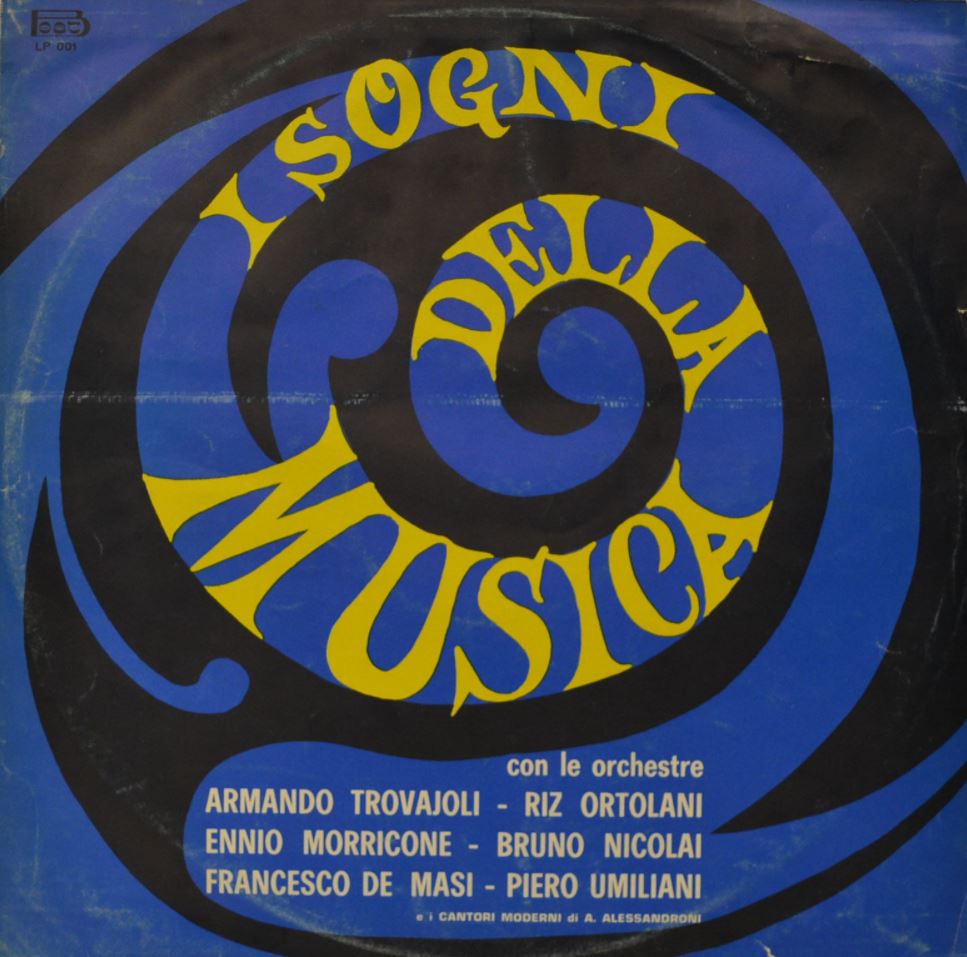 LP 001
I SOGNI
DELLA
MUSICA
con le orchestre
ARMANDO TROVAJOLI - RIZ ORTOLANI
ENNIO MORRICONE - BRUNO NICOLAI
FRANCESCO DE MASI - PIERO UMILIANI
e i CANTORI MODERNI di A. ALESSANDRONI